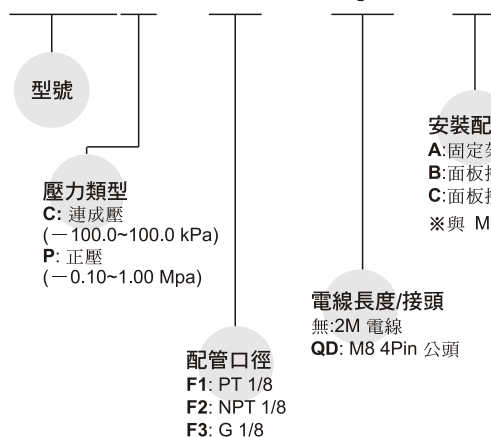 型號
壓力類型
C: 連成壓
(－100.0~100.0 kPa)
P: 正壓
(－0.10~1.00 Mpa)
配管口徑
F1: PT 1/8
F2: NPT 1/8
F3: G 1/8
電線長度/接頭
無:2M 電線
QD: M8 4Pin 公頭
安裝配
A:固定
B:面板
C:面板
※與 M